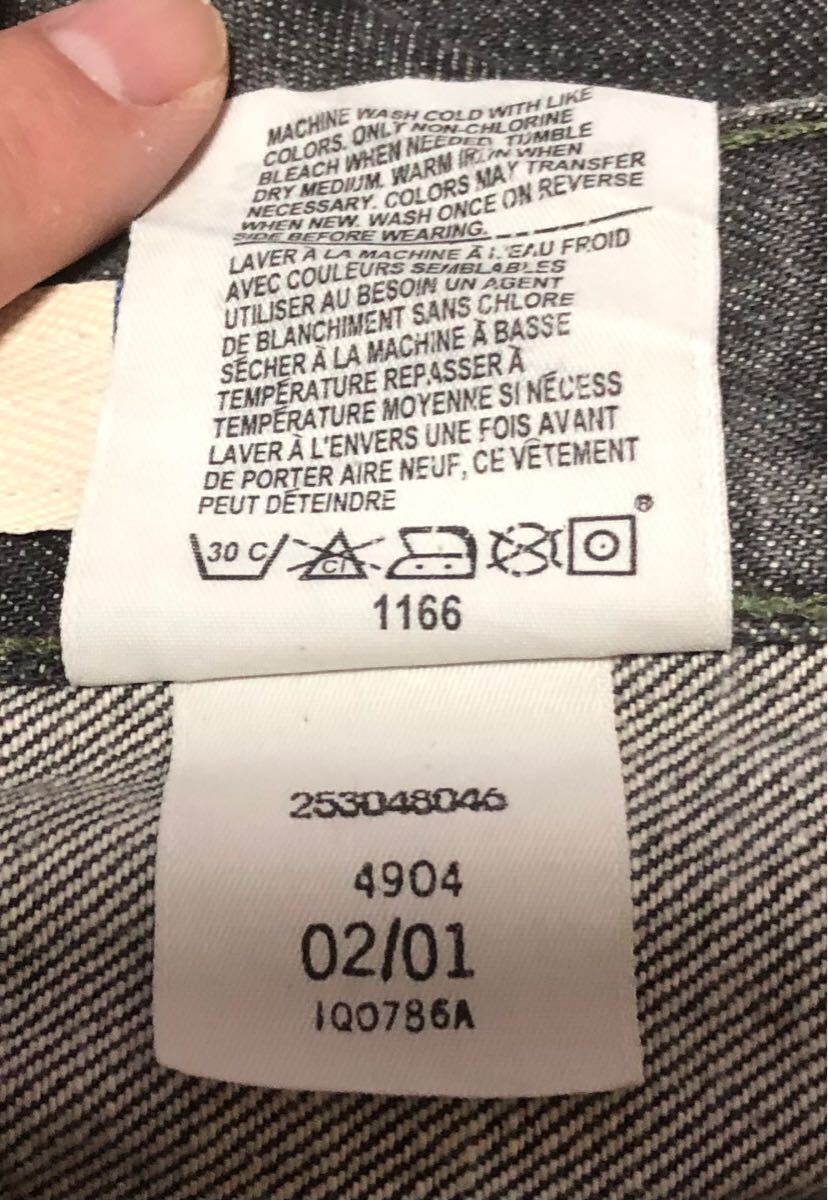 MACHINE WASH COLD WITH LIKE
COLORS. ONLY NON-CHLORINE
BLEACH WHEN NEEDED. TUMBLE
DRY MEDIUM. WARM IRON WHEN
NECESSARY. COLORS MAY TRANSFER
WHEN NEW. WASH ONCE ON REVERSE
SIDE BEFORE WEARING.
LAVER À LA MACHINE À L'EAU FROID
AVEC COULEURS SEMBLABLES
UTILISER AU BESOIN UN AGENT
DE BLANCHIMENT SANS CHLORE
SÉCHER À LA MACHINE À BASSE
TEMPÉRATURE REPASSER À
TEMPÉRATURE MOYENNE SI NÉCESS
LAVER À L'ENVERS UNE FOIS AVANT
DE PORTER AIRE NEUF, CE VÊTEMENT
PEUT DÉTEINDRE
30 C Cl ®
1166
253048046
4904
02/01
1Q0786A